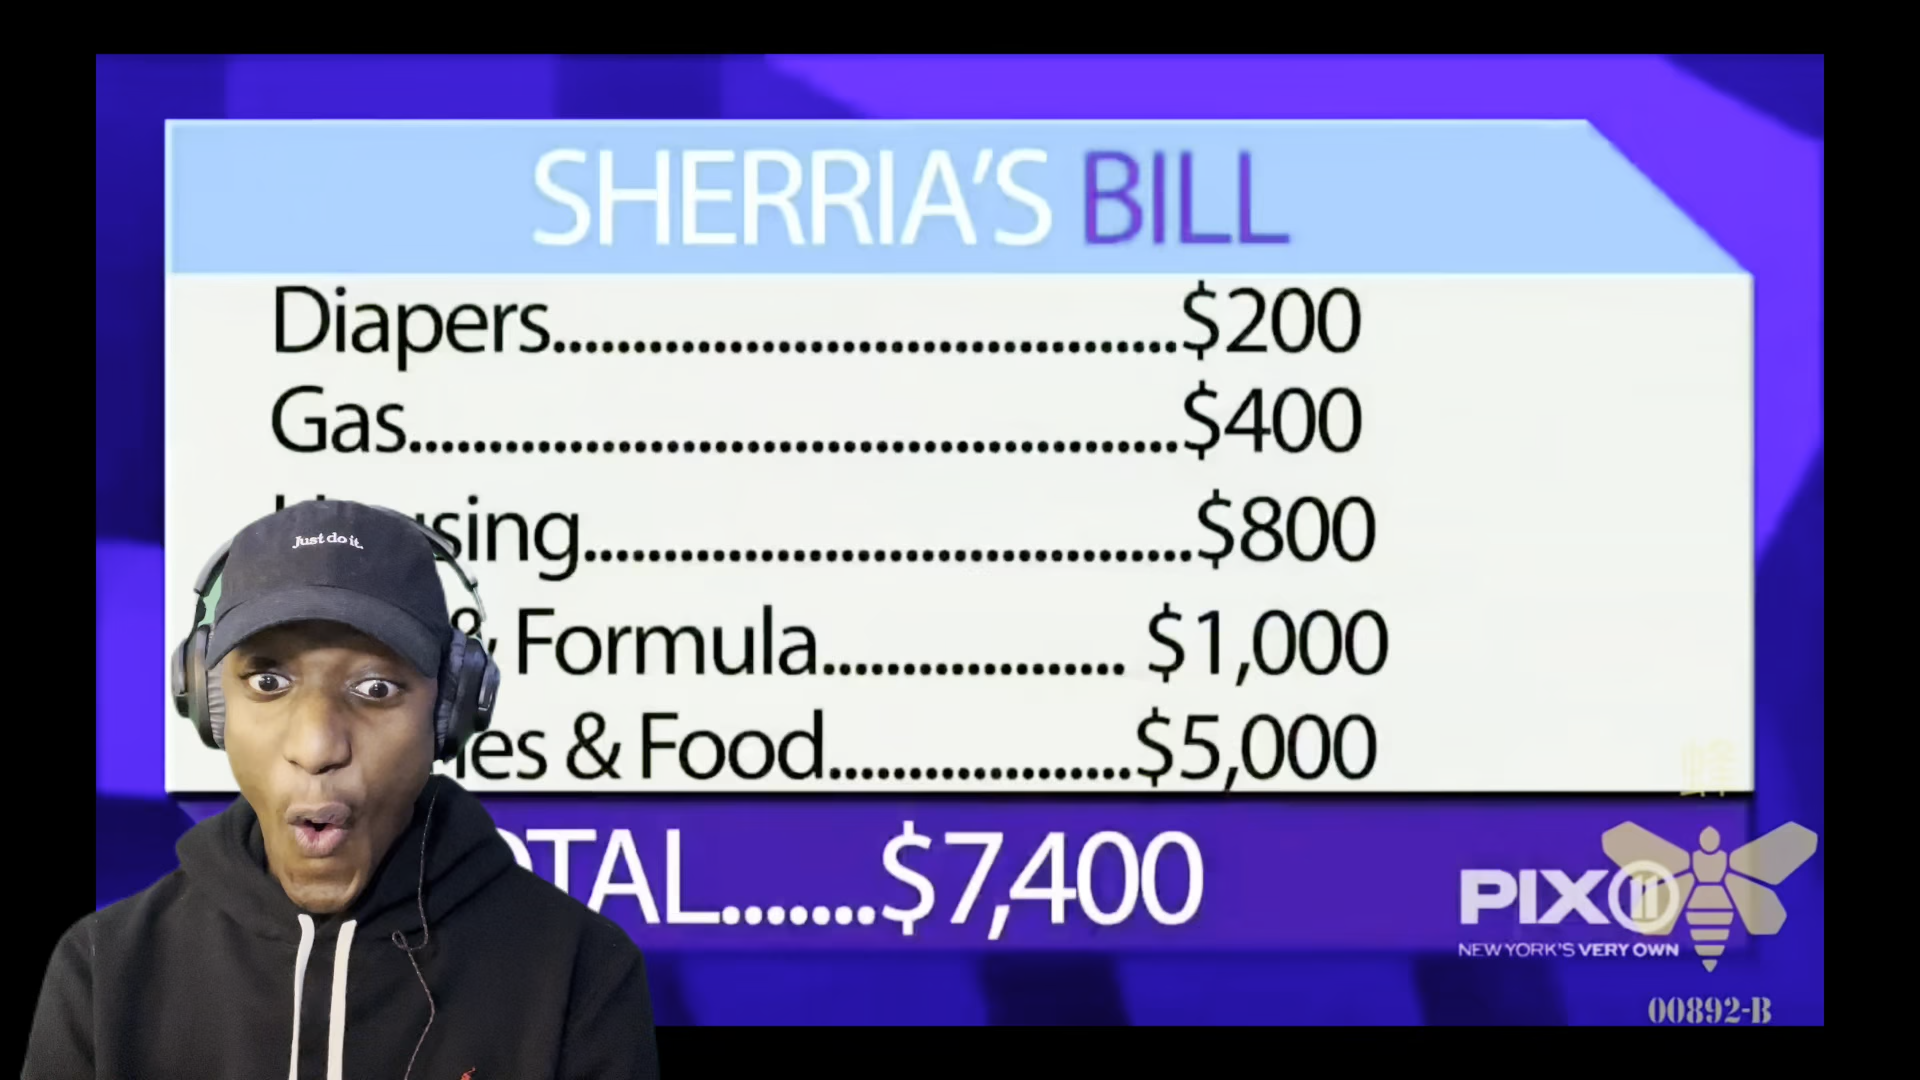 SHERRIA'S BILL
Diapers.......................................$200
Gas................................................$400
sing......................................$800
& Formula................... $1,000
es & Food...................$5,000
TAL.......$7,400
Just do it.
PIX11
NEW YORK'S VERY OWN
蜂
00892-B